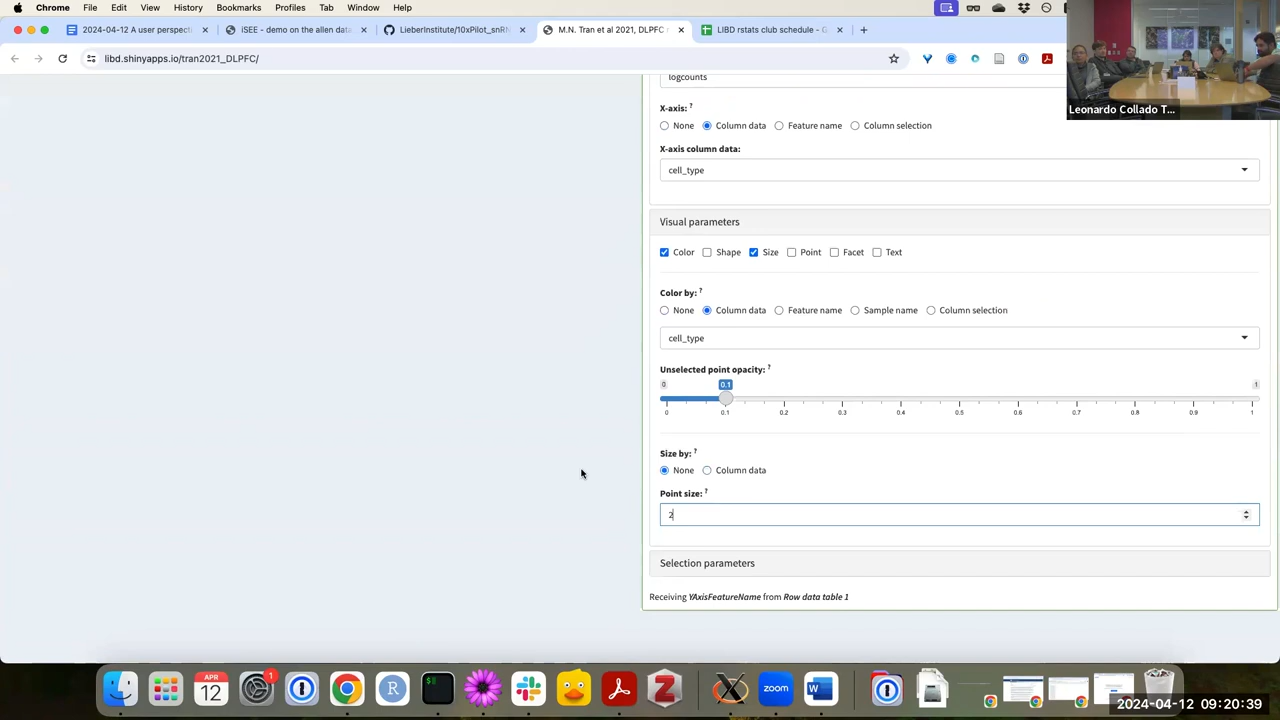 Chrome File Edit View History Bookmarks Profiles Tab Window Help
2024-04-12 A user perspecti
iSEE - demo on the allen dat
LieberInstitute/10xPilot_snRN
M.N. Tran et al 2021, DLPFC
LIBD rstats club schedule - G
libd.shinyapps.io/tran2021_DLPFC/
Leonardo Collado T...
logcounts
X-axis: ?
None Column data Feature name Column selection
X-axis column data:
cell_type
Visual parameters
Color Shape Size Point Facet Text
Color by: ?
None Column data Feature name Sample name Column selection
cell_type
Unselected point opacity: ?
0 0.1 1
0 0.1 0.2 0.3 0.4 0.5 0.6 0.7 0.8 0.9 1
Size by: ?
None Column data
Point size: ?
2
Selection parameters
Receiving YAxisFeatureName from Row data table 1
APR
12
1
R
$
zoom
W
2024-04-12 09:20:39